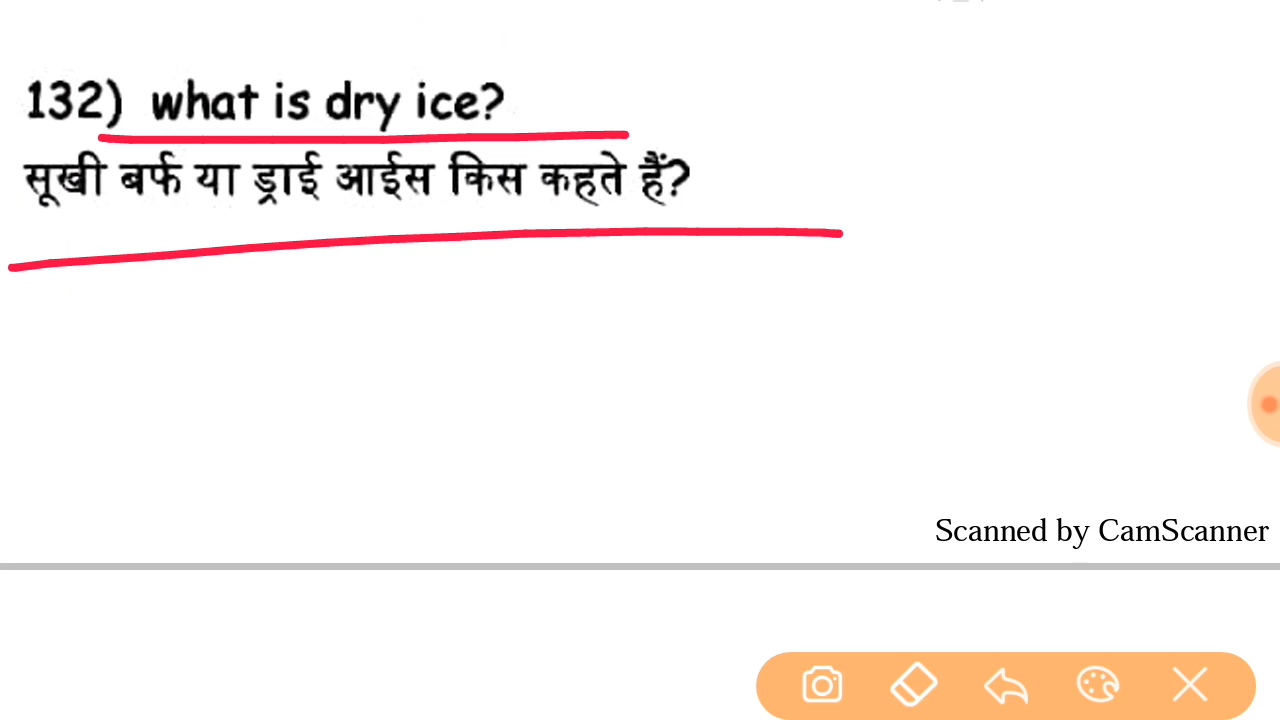 132) what is dry ice?
सूखी बर्फ या ड्राई आईस किस कहते हैं?
Scanned by CamScanner